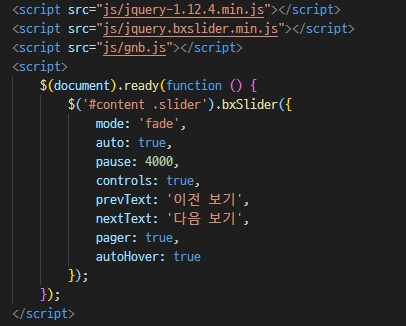 <script src="js/jquery-1.12.4.min.js"></script>
<script src="js/jquery.bxslider.min.js"></script>
<script src="js/gnb.js"></script>
<script>
    $(document).ready(function () {
        $('#content .slider').bxSlider({
            mode: 'fade',
            auto: true,
            pause: 4000,
            controls: true,
            prevText: '이전 보기',
            nextText: '다음 보기',
            pager: true,
            autoHover: true
        });
    });
</script>